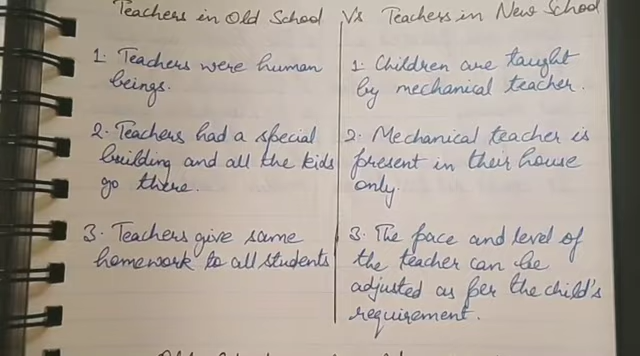 Teachers in Old School Vs Teachers in New School
1. Teachers were human
beings.
2. Teachers had a special
building and all the kids
go there.
3. Teachers give same
homework to all students
1. Children are taught
by mechanical teacher.
2. Mechanical teacher is
present in their house
only.
3. The pace and level of
the teacher can be
adjusted as per the child's
requirement.